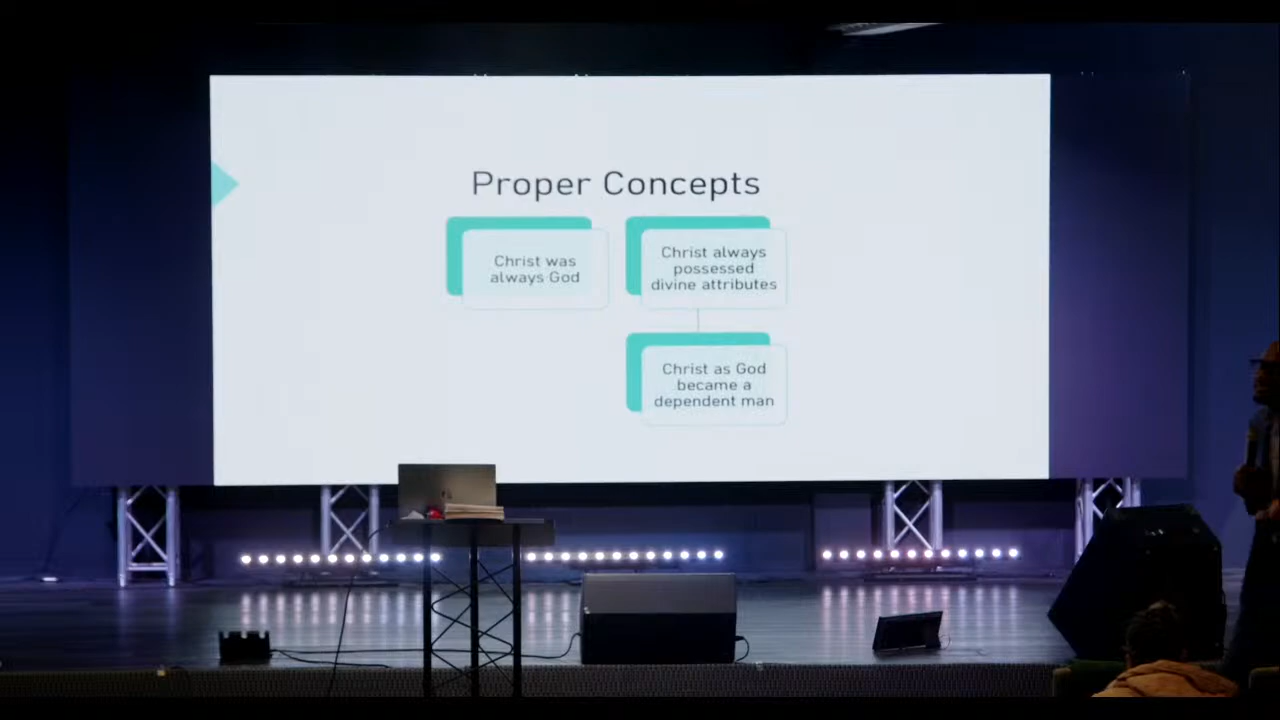 Proper Concepts
Christ was
always God
Christ always
possessed
divine attributes
Christ as God
became a
dependent man